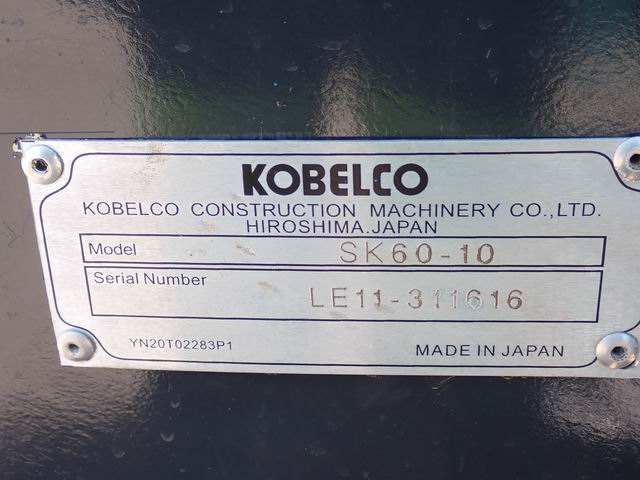 KOBELCO
KOBELCO CONSTRUCTION MACHINERY CO.,LTD.
HIROSHIMA.JAPAN
Model SK60-10
Serial Number LE11-311616
YN20T02283P1 MADE IN JAPAN